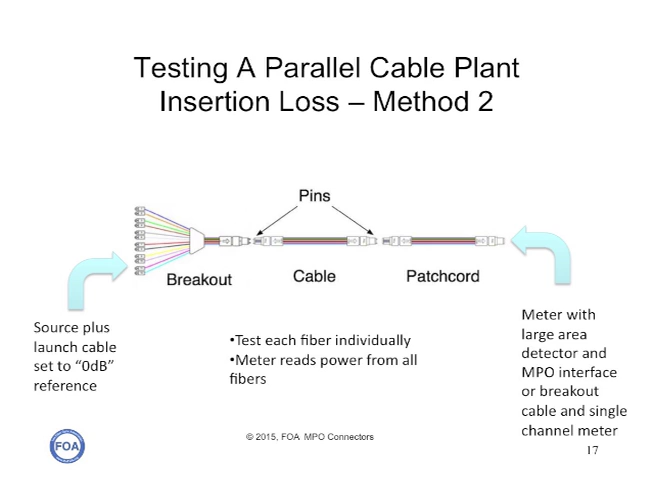 Testing A Parallel Cable Plant
Insertion Loss – Method 2
Pins
Breakout
Cable
Patchcord
Source plus
launch cable
set to “0dB”
reference
•Test each fiber individually
•Meter reads power from all
fibers
Meter with
large area
detector and
MPO interface
or breakout
cable and single
channel meter
FOA
© 2015, FOA MPO Connectors
17